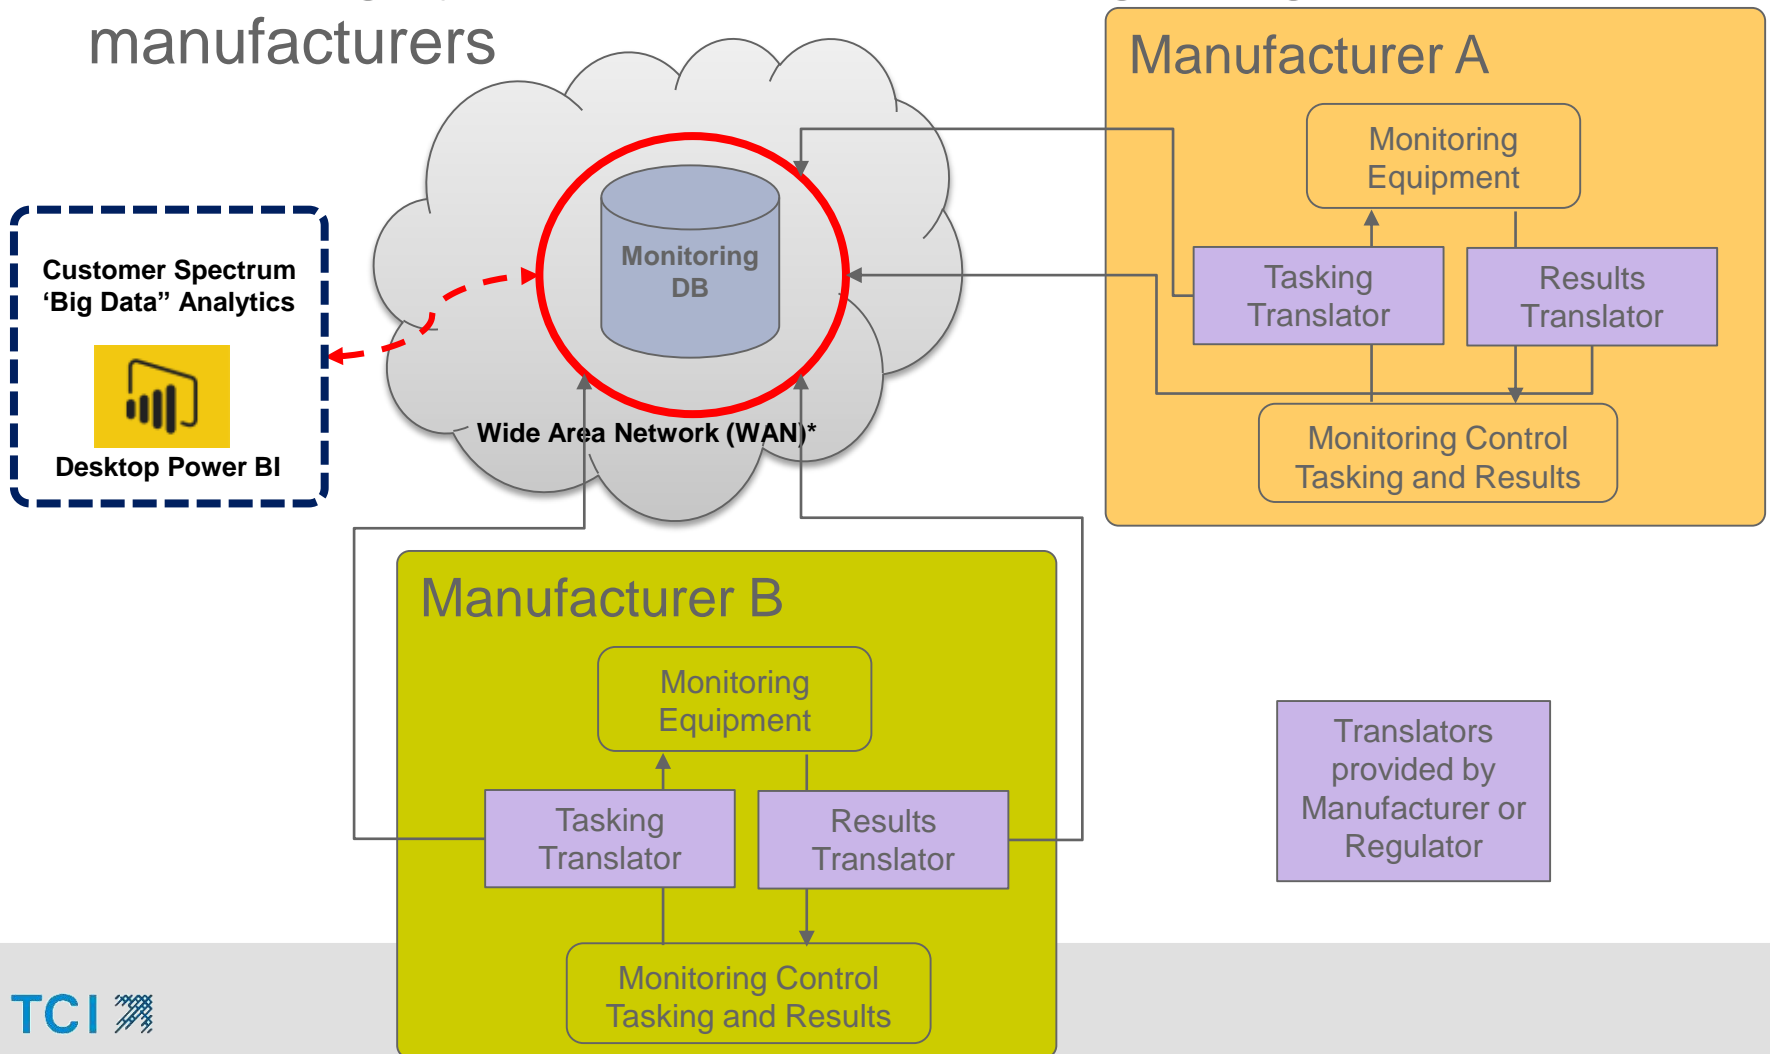 manufacturers
Manufacturer A
Monitoring
Equipment
Tasking
Translator
Results
Translator
Monitoring Control
Tasking and Results
Monitoring
DB
Wide Area Network (WAN)*
Customer Spectrum
‘Big Data” Analytics
Desktop Power BI
Manufacturer B
Monitoring
Equipment
Tasking
Translator
Results
Translator
Monitoring Control
Tasking and Results
Translators
provided by
Manufacturer or
Regulator
TCI